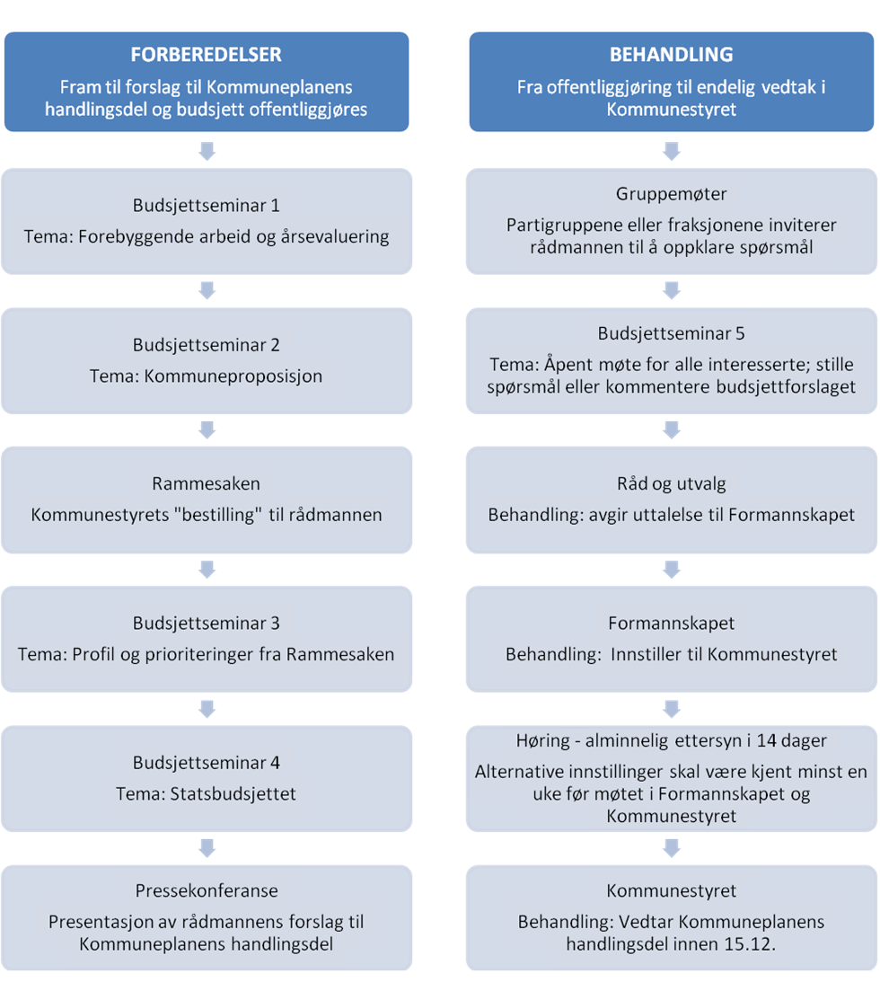 FORBEREDELSER
Fram til forslag til Kommuneplanens
handlingsdel og budsjett offentliggjøres
Budsjettseminar 1
Tema: Forebyggende arbeid og årsevaluering
Budsjettseminar 2
Tema: Kommuneproposisjon
Rammesaken
Kommunestyrets "bestilling" til rådmannen
Budsjettseminar 3
Tema: Profil og prioriteringer fra Rammesaken
Budsjettseminar 4
Tema: Statsbudsjettet
Pressekonferanse
Presentasjon av rådmannens forslag til
Kommuneplanens handlingsdel
BEHANDLING
Fra offentliggjøring til endelig vedtak i
Kommunestyret
Gruppemøter
Partigruppene eller fraksjonene inviterer
rådmannen til å oppklare spørsmål
Budsjettseminar 5
Tema: Åpent møte for alle interesserte; stille
spørsmål eller kommentere budsjettforslaget
Råd og utvalg
Behandling: avgir uttalelse til Formannskapet
Formannskapet
Behandling:  Innstiller til Kommunestyret
Høring - alminnelig ettersyn i 14 dager
Alternative innstillinger skal være kjent minst en
uke før møtet i Formannskapet og
Kommunestyret
Kommunestyret
Behandling: Vedtar Kommuneplanens
handlingsdel innen 15.12.